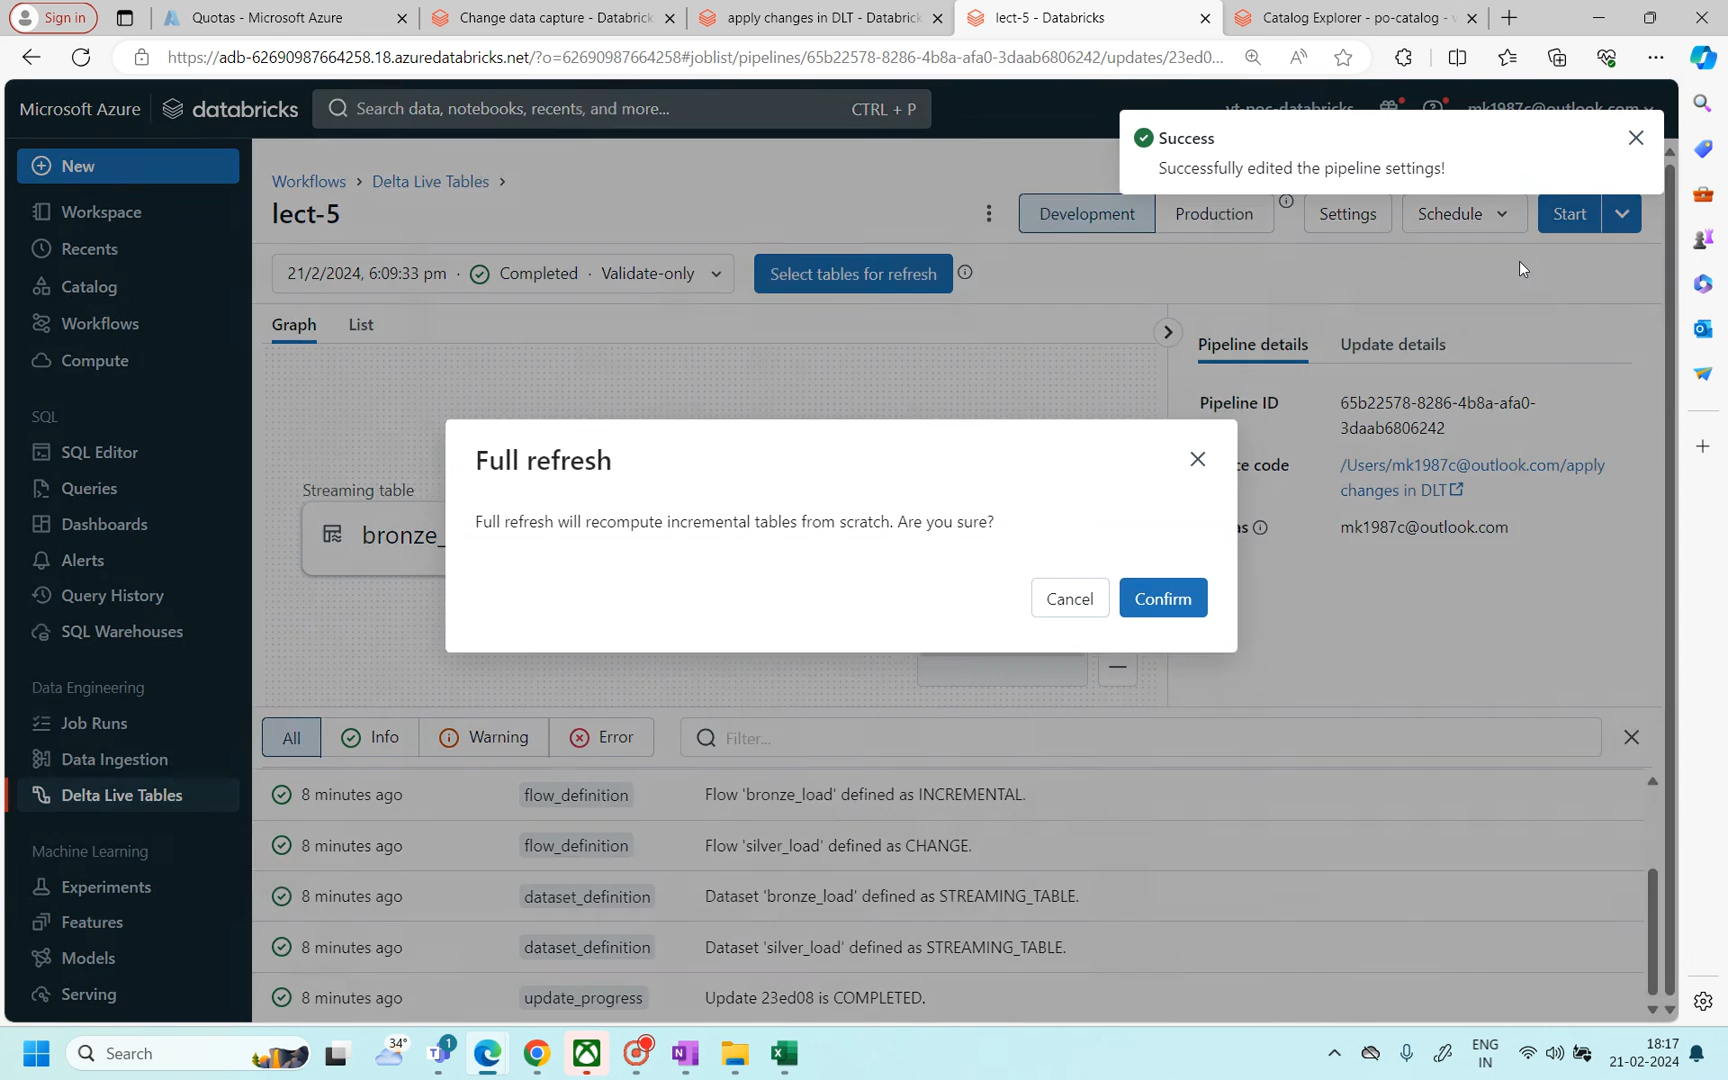 Sign in
Quotas - Microsoft Azure
Change data capture - Databrick
apply changes in DLT - Databrick
lect-5 - Databricks
Catalog Explorer - po-catalog -
https://adb-62690987664258.18.azuredatabricks.net/?o=62690987664258#joblist/pipelines/65b22578-8286-4b8a-afa0-3daab6806242/updates/23ed0...
Microsoft Azure
databricks
Search data, notebooks, recents, and more...
CTRL + P
yt-poc-databricks
mk1987c@outlook.com
Success
Successfully edited the pipeline settings!
New
Workspace
Recents
Catalog
Workflows
Compute
SQL
SQL Editor
Queries
Dashboards
Alerts
Query History
SQL Warehouses
Data Engineering
Job Runs
Data Ingestion
Delta Live Tables
Machine Learning
Experiments
Features
Models
Serving
Workflows › Delta Live Tables ›
lect-5
Development
Production
Settings
Schedule
Start
21/2/2024, 6:09:33 pm · Completed · Validate-only
Select tables for refresh
Graph
List
Pipeline details
Update details
Streaming table
bronze_
Pipeline ID
65b22578-8286-4b8a-afa0-
3daab6806242
ce code
/Users/mk1987c@outlook.com/apply
changes in DLT
as
mk1987c@outlook.com
Full refresh
Full refresh will recompute incremental tables from scratch. Are you sure?
Cancel
Confirm
All
Info
Warning
Error
Filter...
8 minutes ago flow_definition Flow 'bronze_load' defined as INCREMENTAL.
8 minutes ago flow_definition Flow 'silver_load' defined as CHANGE.
8 minutes ago dataset_definition Dataset 'bronze_load' defined as STREAMING_TABLE.
8 minutes ago dataset_definition Dataset 'silver_load' defined as STREAMING_TABLE.
8 minutes ago update_progress Update 23ed08 is COMPLETED.
Search
34°
1
ENG
IN
18:17
21-02-2024